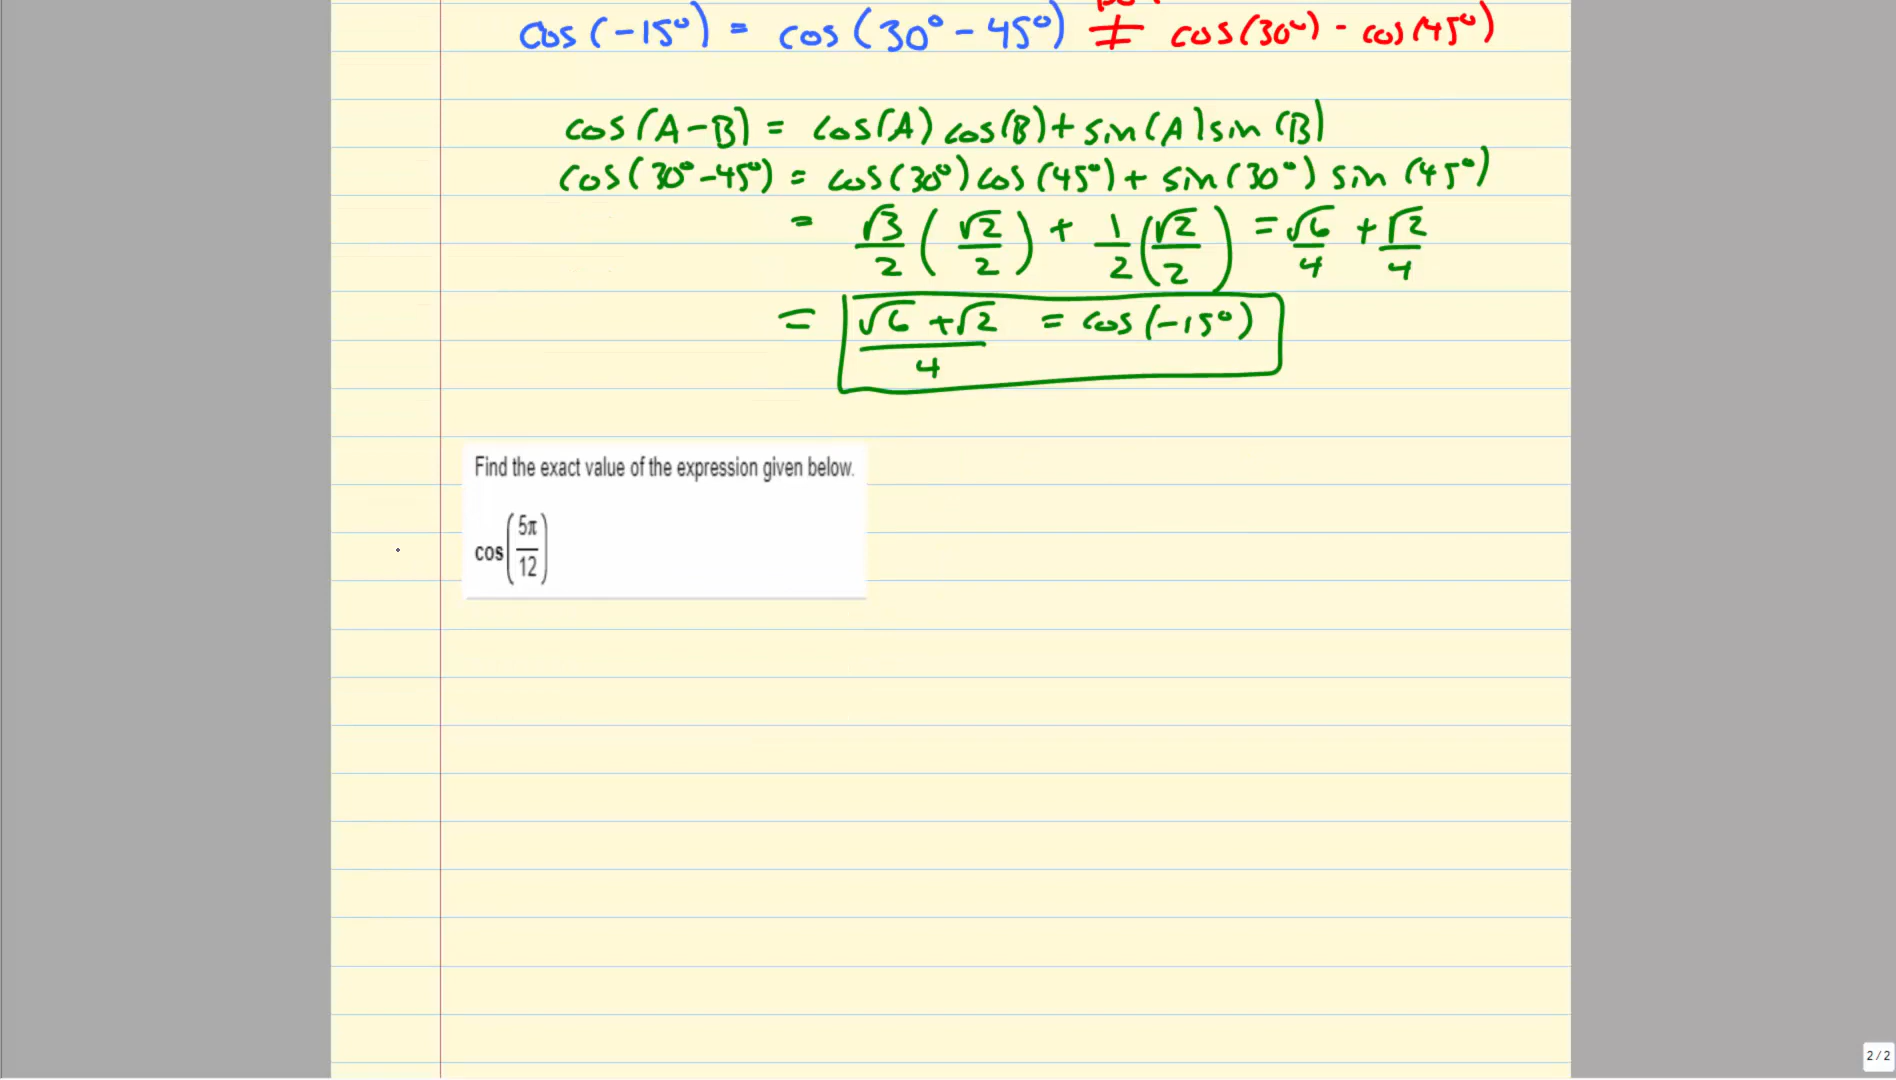 cos(-15°) = cos(30° - 45°) ≠ cos(30°) - cos(45°)
cos(A-B) = cos(A) cos(B) + sin(A) sin(B)
cos(30°-45°) = cos(30°) cos(45°) + sin(30°) sin(45°)
= √3/2 (√2/2) + 1/2 (√2/2) = √6/4 + √2/4
= (√6 + √2)/4 = cos(-15°)
Find the exact value of the expression given below.
cos(5π/12)
2 / 2